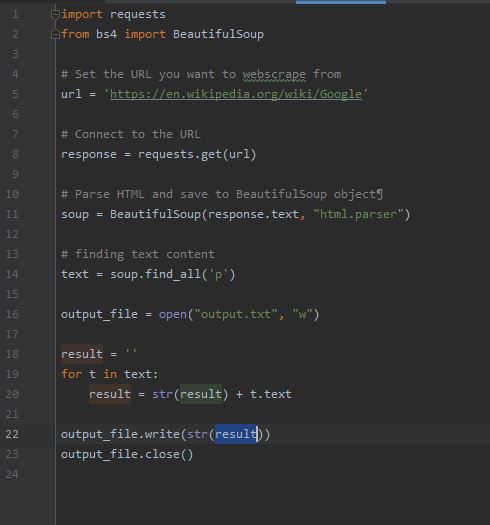 1 import requests
2 from bs4 import BeautifulSoup
3
4 # Set the URL you want to webscrape from
5 url = 'https://en.wikipedia.org/wiki/Google'
6
7 # Connect to the URL
8 response = requests.get(url)
9
10 # Parse HTML and save to BeautifulSoup object¶
11 soup = BeautifulSoup(response.text, "html.parser")
12
13 # finding text content
14 text = soup.find_all('p')
15
16 output_file = open("output.txt", "w")
17
18 result = ''
19 for t in text:
20     result = str(result) + t.text
21
22 output_file.write(str(result))
23 output_file.close()
24